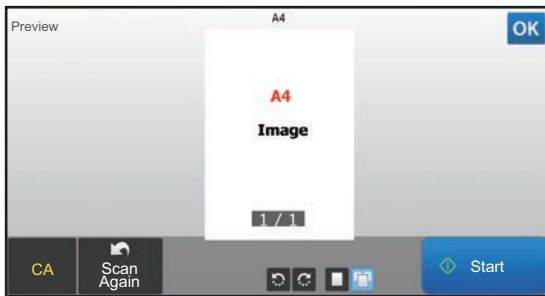 A4
Preview
OK
A4
Image
1 / 1
CA
Scan
Again
Start